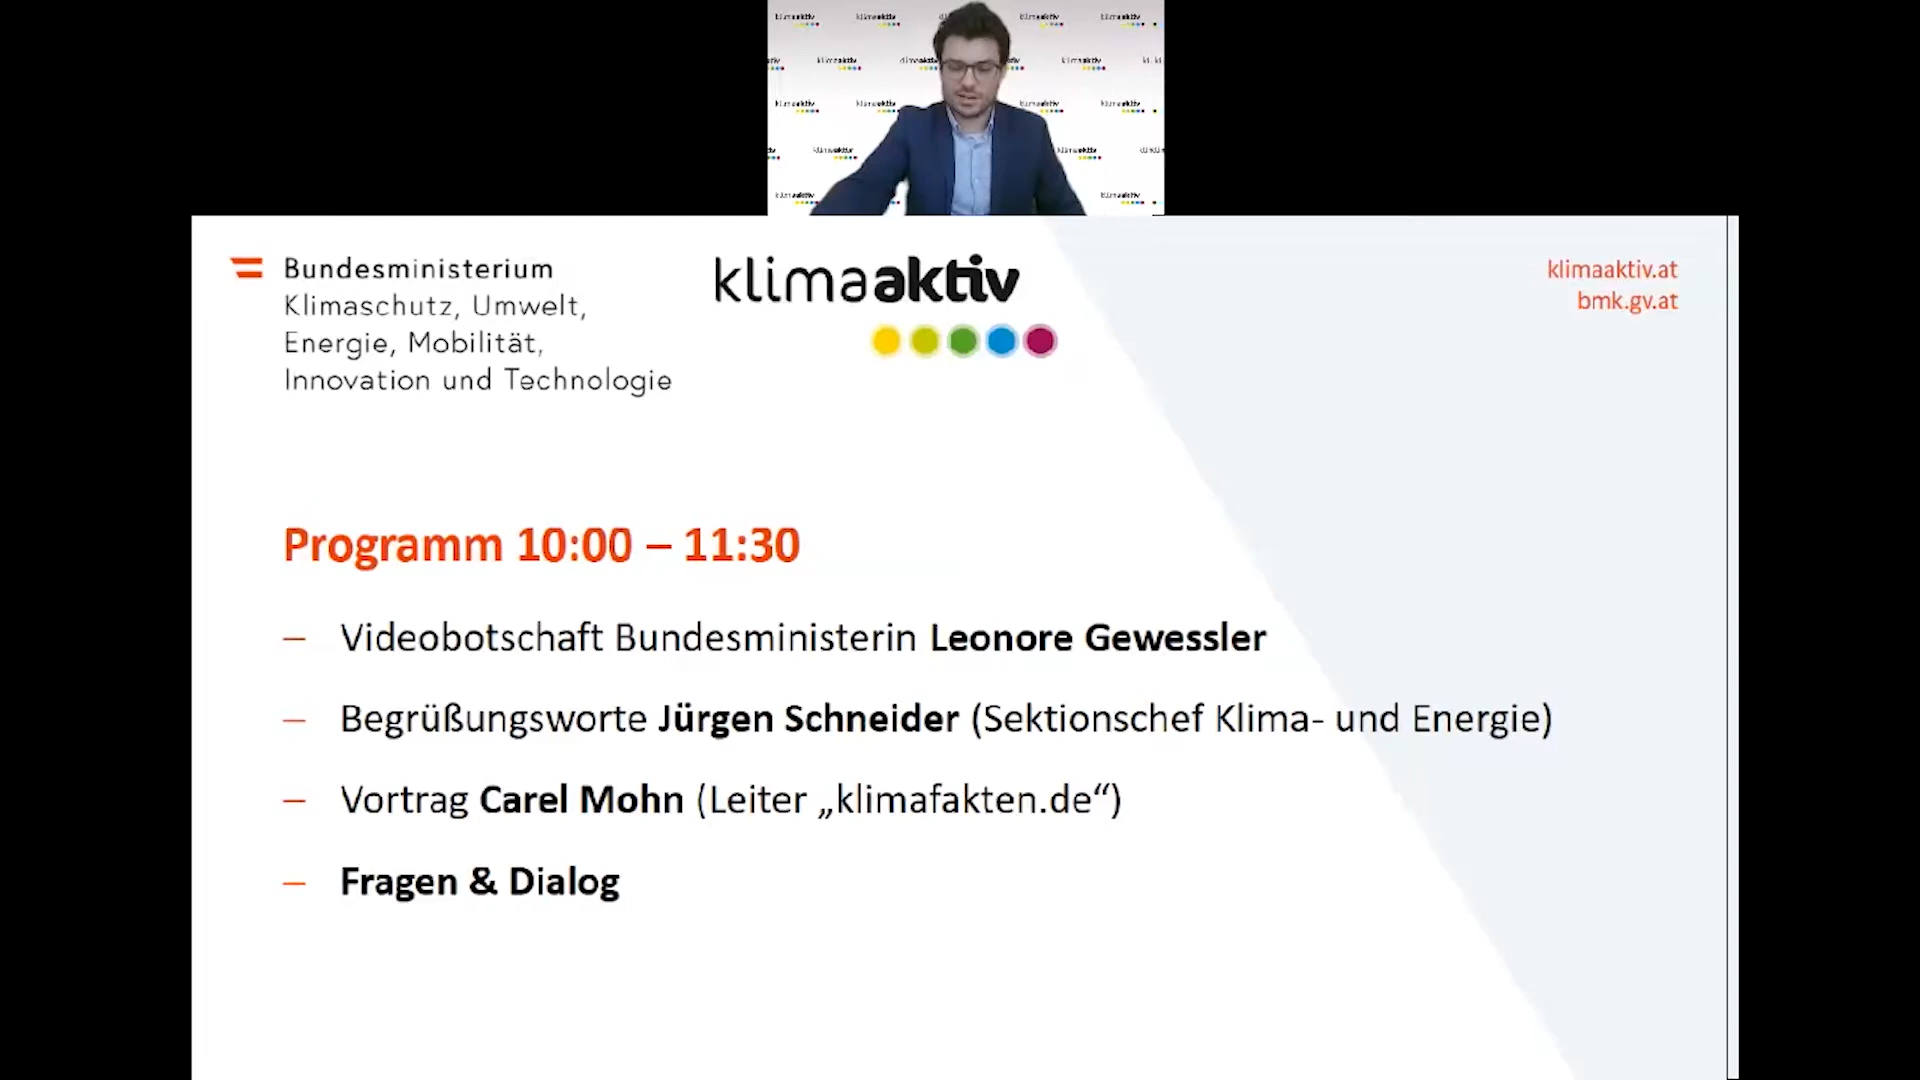 Bundesministerium
Klimaschutz, Umwelt,
Energie, Mobilität,
Innovation und Technologie
klimaaktiv
klimaaktiv.at
bmk.gv.at
Programm 10:00 – 11:30
– Videobotschaft Bundesministerin Leonore Gewessler
– Begrüßungsworte Jürgen Schneider (Sektionschef Klima- und Energie)
– Vortrag Carel Mohn (Leiter „klimafakten.de“)
– Fragen & Dialog